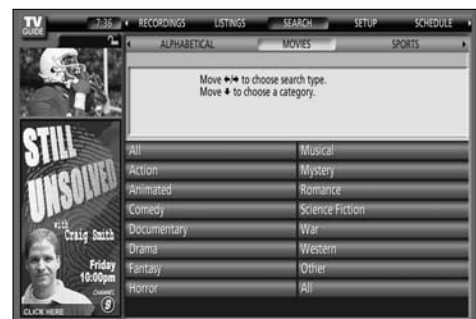 TV
GUIDE
7:36
RECORDINGS
LISTINGS
SEARCH
SETUP
SCHEDULE
ALPHABETICAL
MOVIES
SPORTS
Move ←/→ to choose search type.
Move ↓ to choose a category.
STILL
UNSOLVED
with
Craig Smith
Friday
10:00pm
CHANNEL
9
CLICK HERE
All
Musical
Action
Mystery
Animated
Romance
Comedy
Science Fiction
Documentary
War
Drama
Western
Fantasy
Other
Horror
All